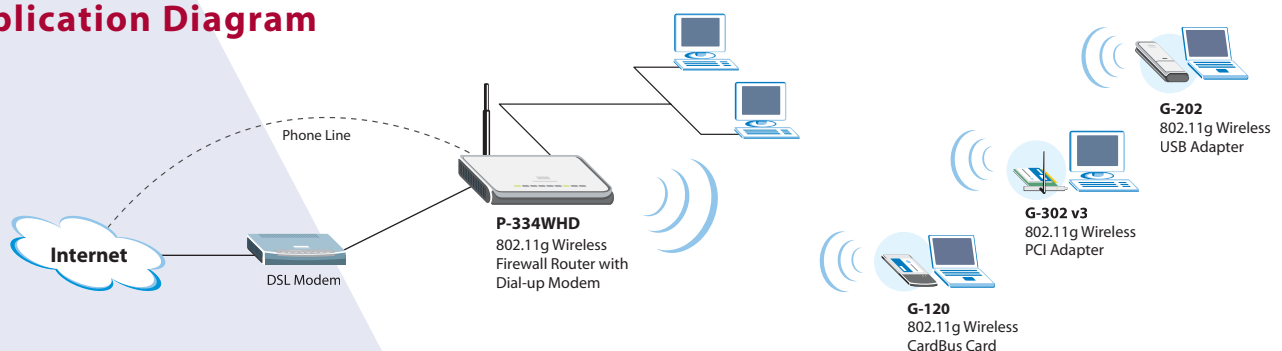 plication Diagram
Phone Line
Internet
DSL Modem
P-334WHD
802.11g Wireless
Firewall Router with
Dial-up Modem
G-202
802.11g Wireless
USB Adapter
G-302 v3
802.11g Wireless
PCI Adapter
G-120
802.11g Wireless
CardBus Card